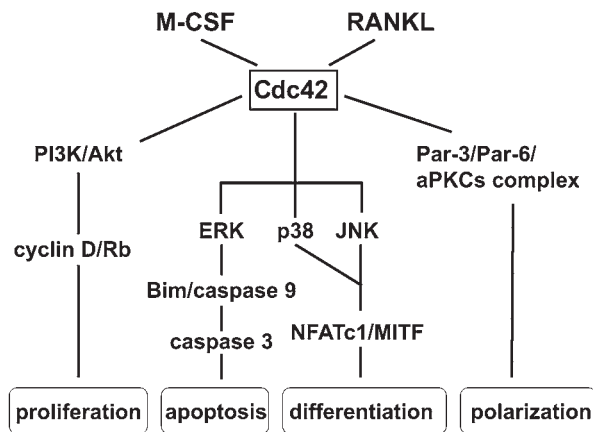 M-CSF RANKL
Cdc42
PI3K/Akt
Par-3/Par-6/
aPKCs complex
ERK p38 JNK
cyclin D/Rb
Bim/caspase 9
NFATc1/MITF
caspase 3
proliferation apoptosis differentiation polarization